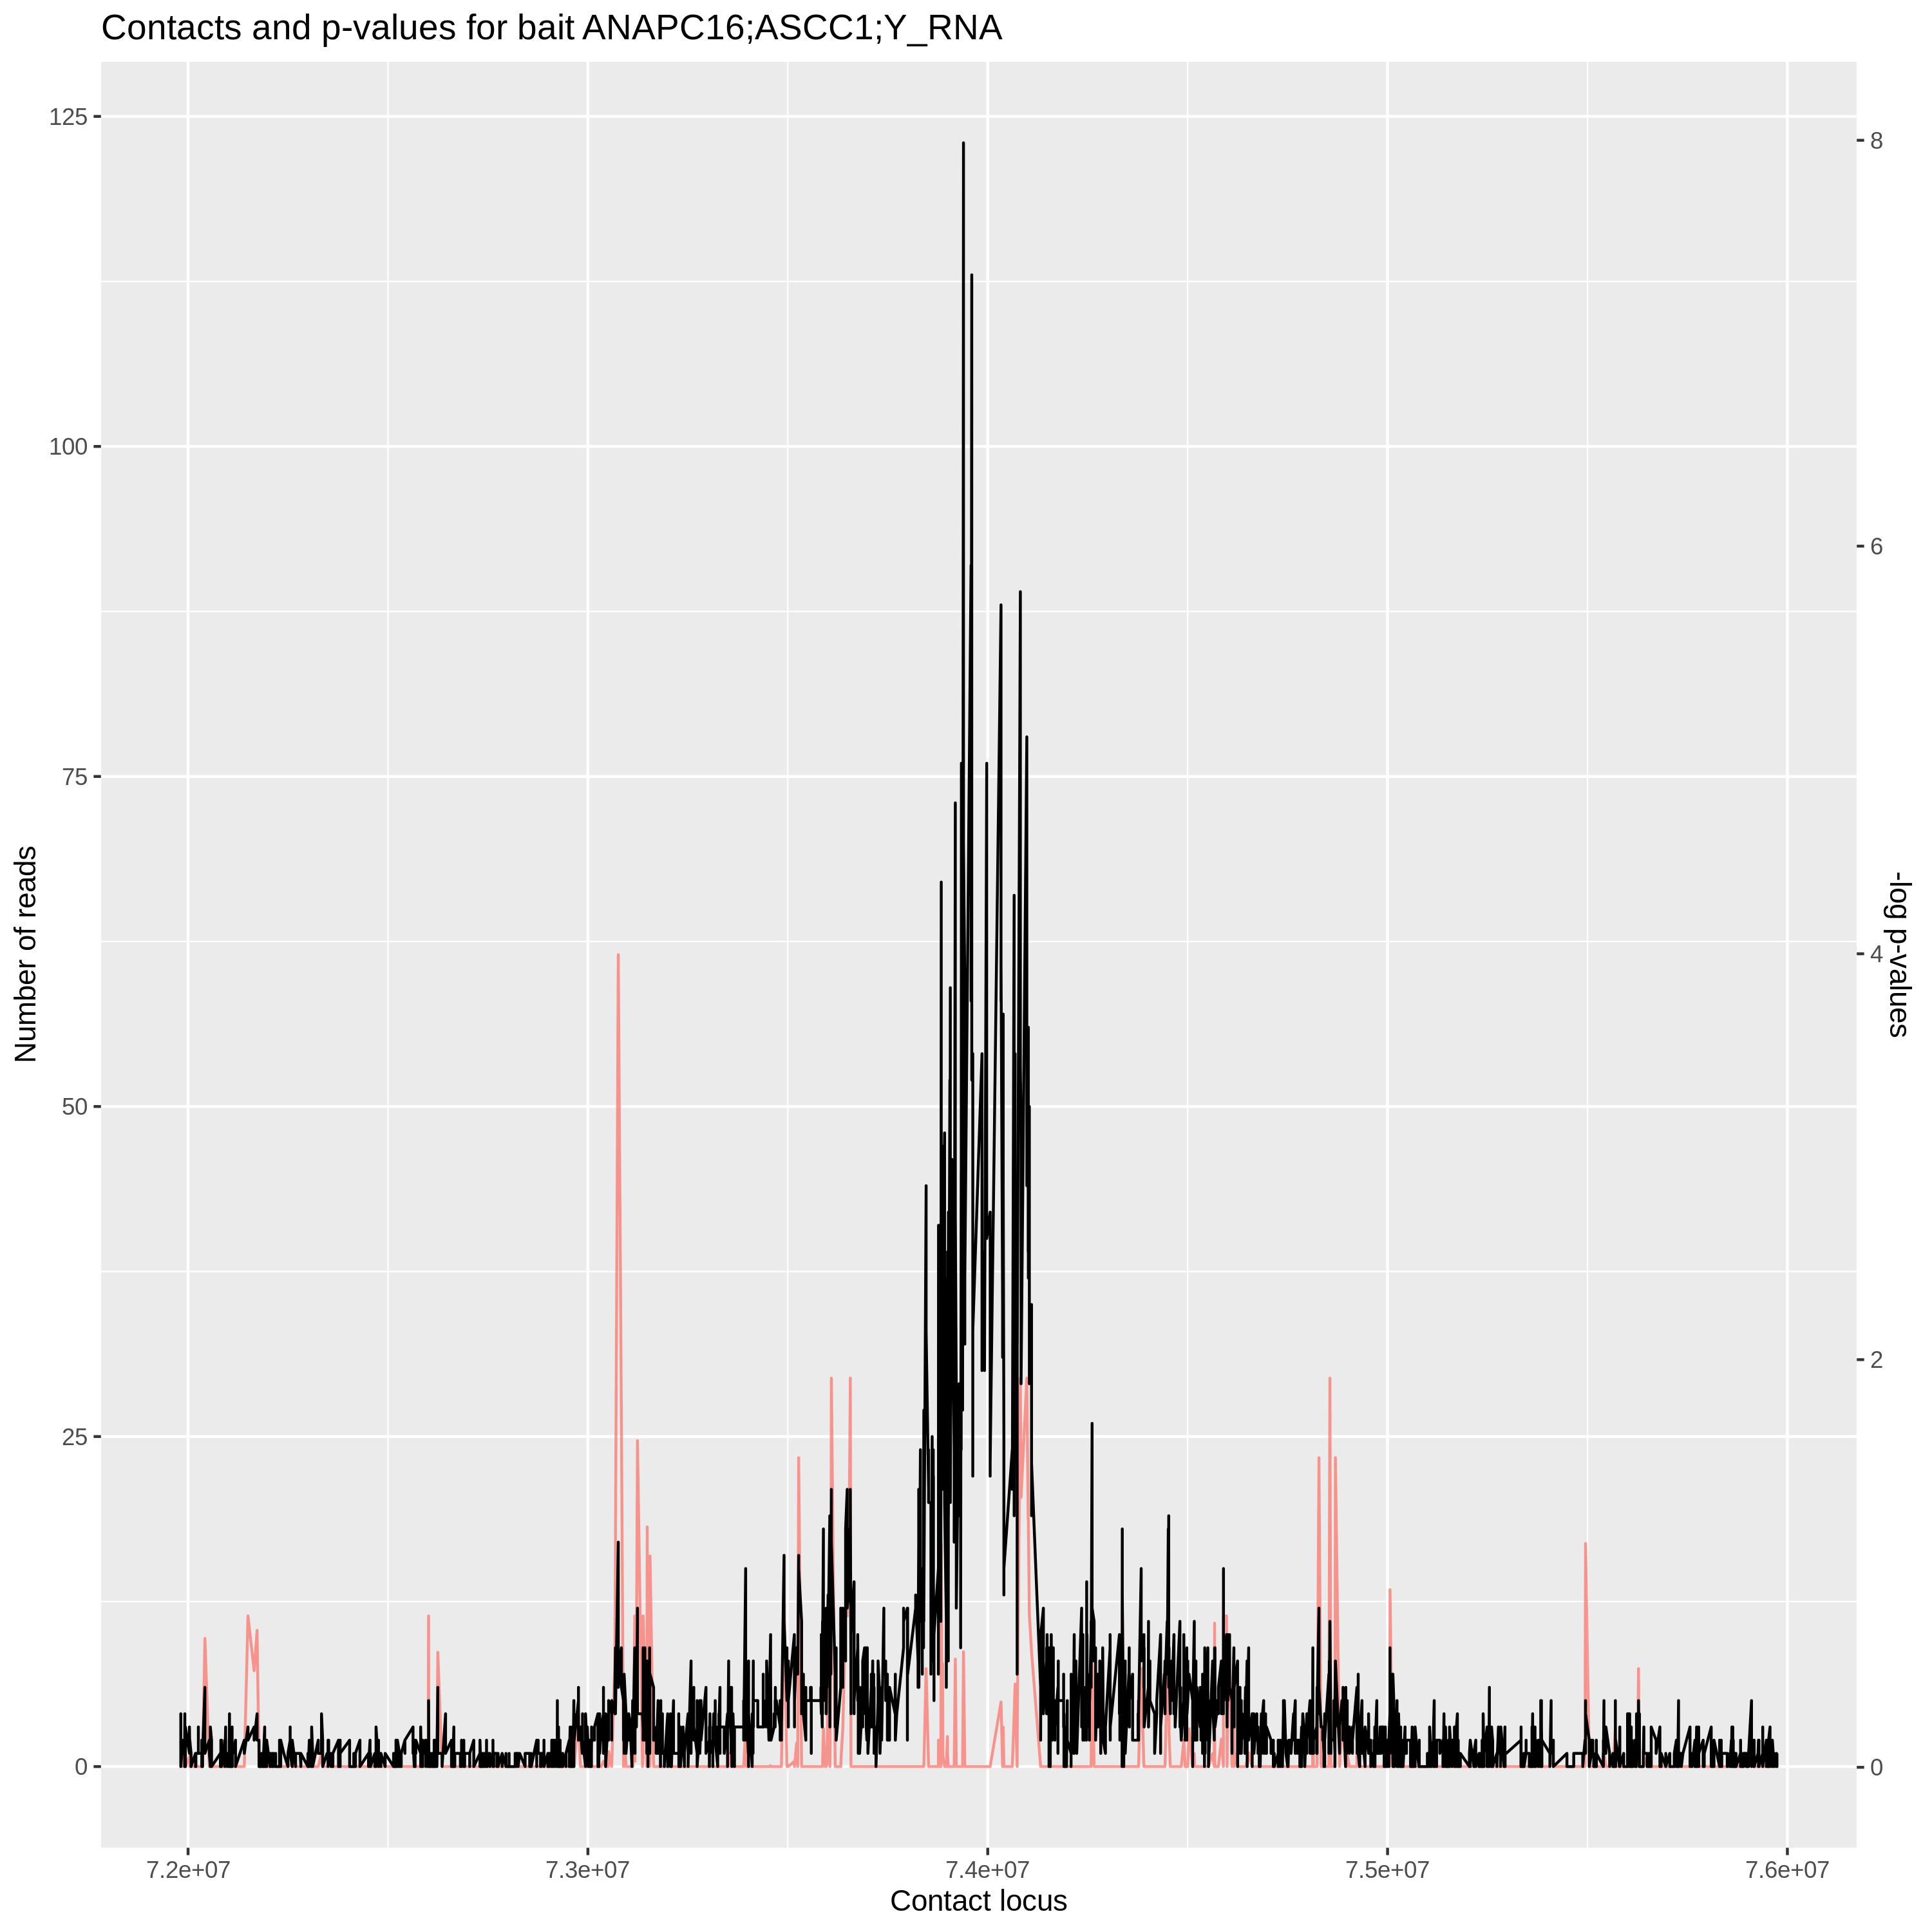 Contacts and p-values for bait ANAPC16;ASCC1;Y_RNA
125
100
75
50
25
0
Number of reads
8
6
4
2
0
-log p-values
7.2e+07
7.3e+07
7.4e+07
7.5e+07
7.6e+07
Contact locus